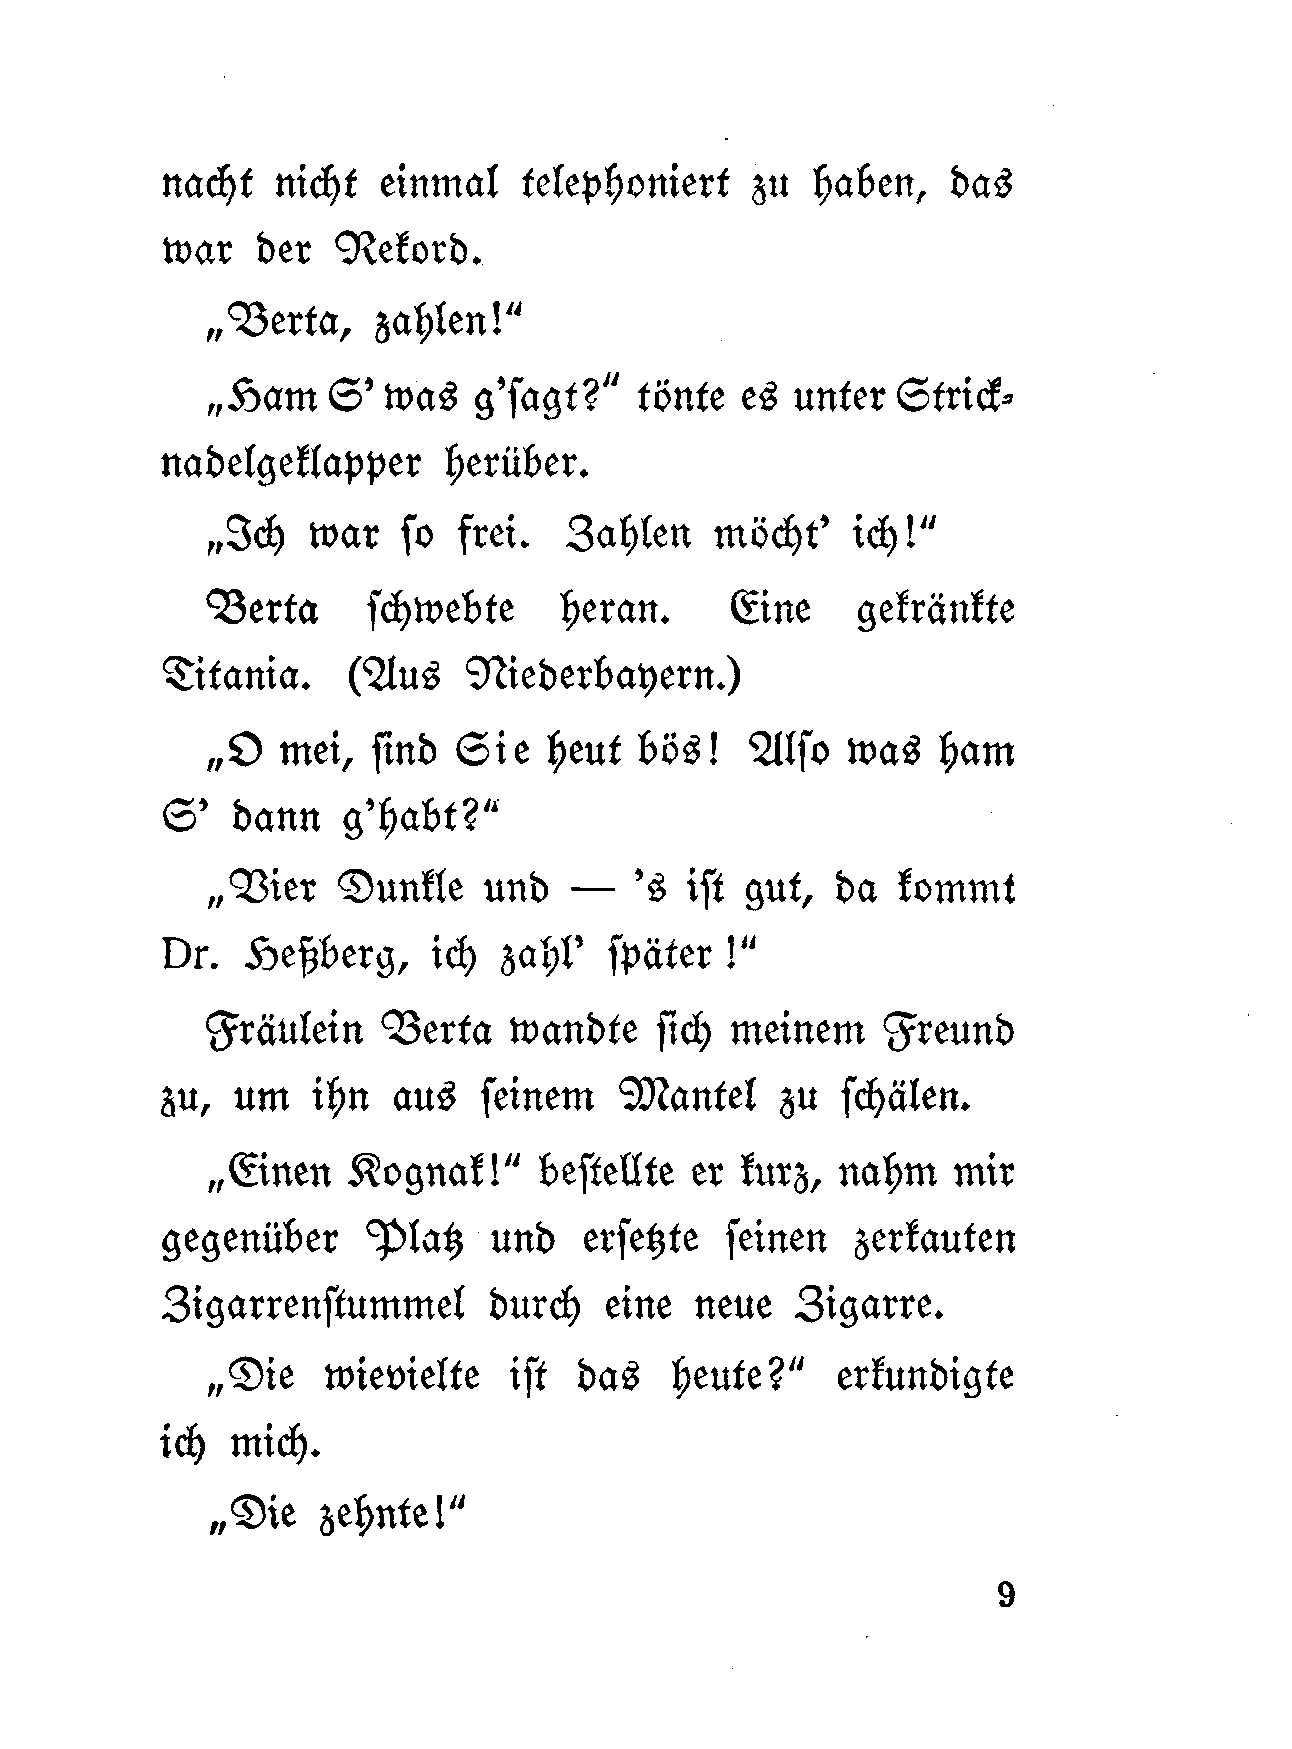 nacht nicht einmal telephoniert zu haben, das
war der Rekord.
„Berta, zahlen!“
„Ham S’ was g’ſagt?“ tönte es unter Strick-
nadelgeklapper herüber.
„Ich war ſo frei. Zahlen möcht’ ich!“
Berta ſchwebte heran. Eine gekränkte
Titania. (Aus Niederbayern.)
„O mei, ſind Sie heut bös! Alſo was ham
S’ dann g’habt?“
„Vier Dunkle und — ’s iſt gut, da kommt
Dr. Heßberg, ich zahl’ ſpäter!“
Fräulein Berta wandte ſich meinem Freund
zu, um ihn aus ſeinem Mantel zu ſchälen.
„Einen Kognak!“ beſtellte er kurz, nahm mir
gegenüber Platz und erſetzte ſeinen zerkauten
Zigarrenſtummel durch eine neue Zigarre.
„Die wievielte iſt das heute?“ erkundigte
ich mich.
„Die zehnte!“
9